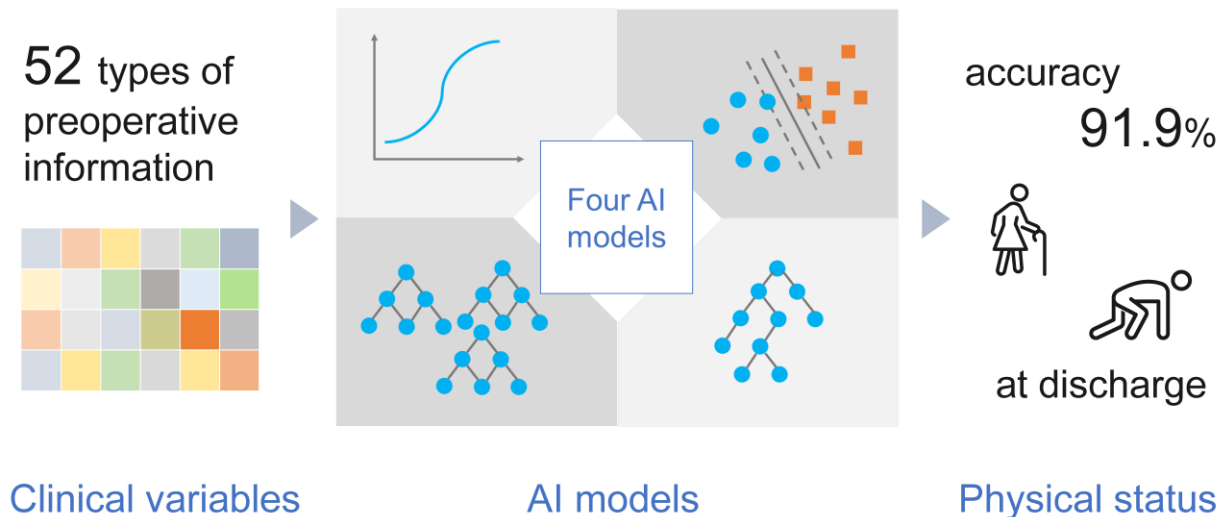 52 types of
preoperative
information
Four AI
models
accuracy
91.9%
at discharge
Clinical variables
AI models
Physical status